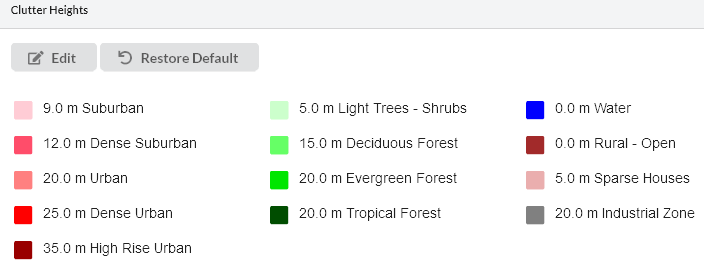 Clutter Heights
Edit
Restore Default
9.0 m Suburban
5.0 m Light Trees - Shrubs
0.0 m Water
12.0 m Dense Suburban
15.0 m Deciduous Forest
0.0 m Rural - Open
20.0 m Urban
20.0 m Evergreen Forest
5.0 m Sparse Houses
25.0 m Dense Urban
20.0 m Tropical Forest
20.0 m Industrial Zone
35.0 m High Rise Urban